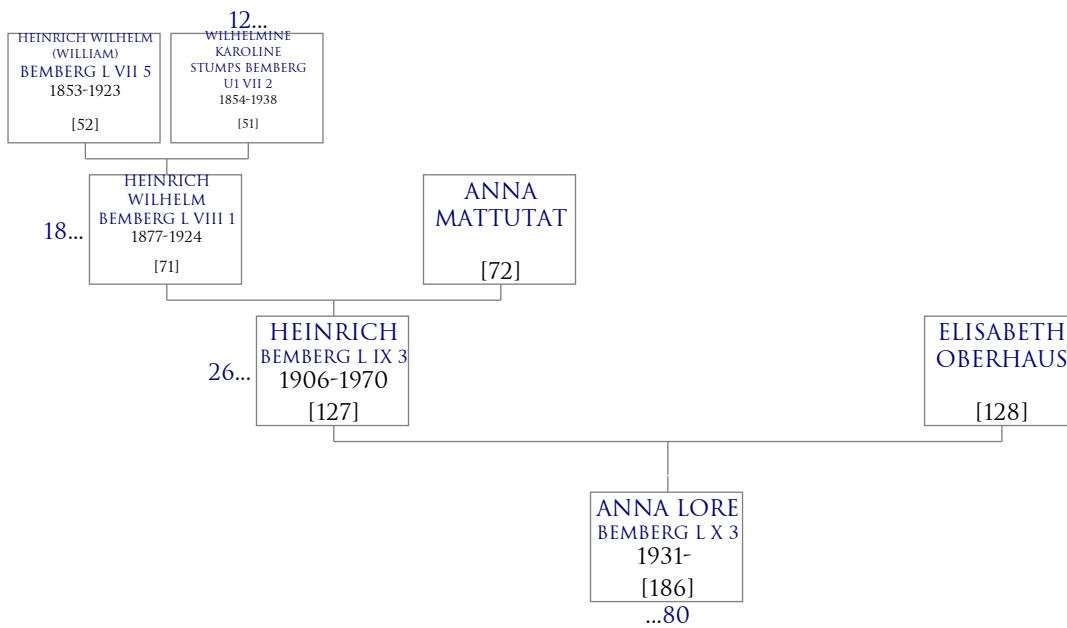 12...
HEINRICH WILHELM
(WILLIAM)
BEMBERG L VII 5
1853-1923
[52]
WILHELMINE
KAROLINE
STUMPS BEMBERG
U1 VII 2
1854-1938
[51]
18...
HEINRICH
WILHELM
BEMBERG L VIII 1
1877-1924
[71]
ANNA
MATTUTAT
[72]
26...
HEINRICH
BEMBERG L IX 3
1906-1970
[127]
ELISABETH
OBERHAUS
[128]
ANNA LORE
BEMBERG L X 3
1931-
[186]
...80